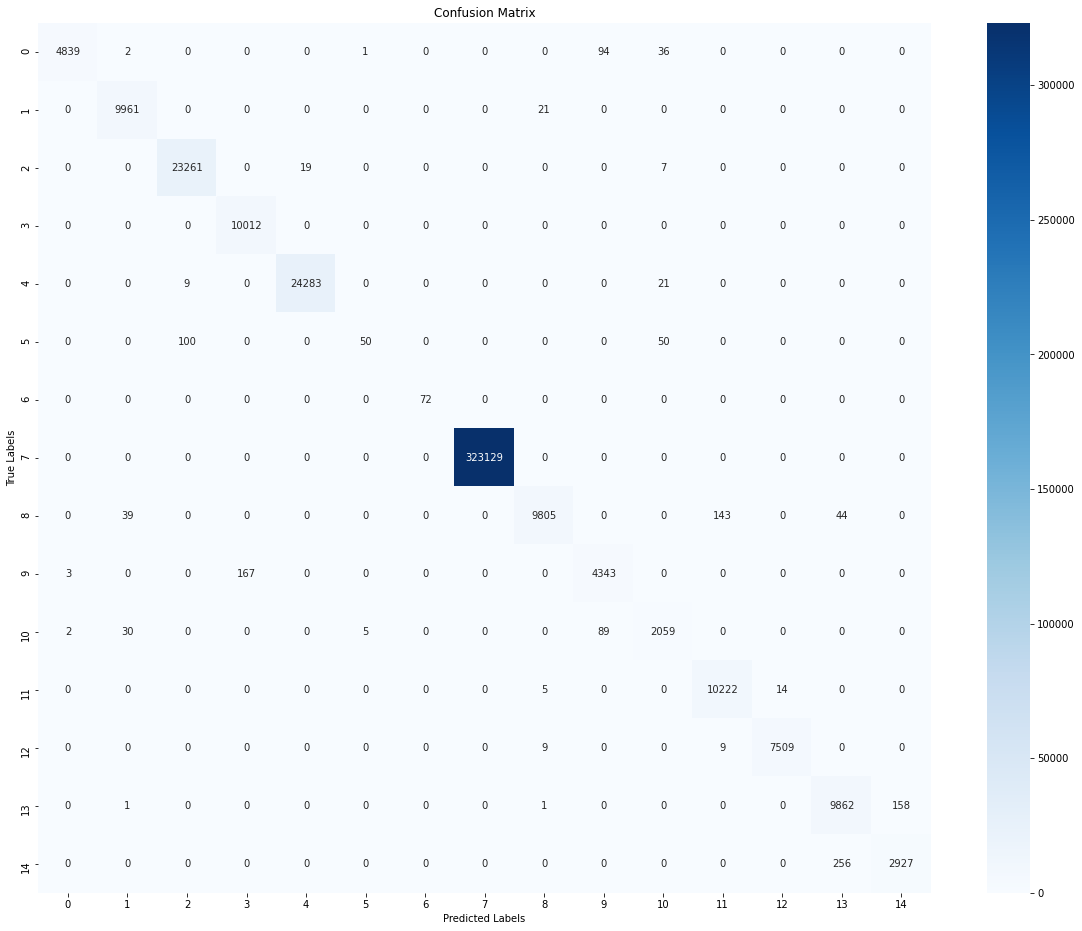 Confusion Matrix
0 4839 2 0 0 0 1 0 0 0 94 36 0 0 0 0
1 0 9961 0 0 0 0 0 0 21 0 0 0 0 0 0
2 0 0 23261 0 19 0 0 0 0 0 7 0 0 0 0
3 0 0 0 10012 0 0 0 0 0 0 0 0 0 0 0
4 0 0 9 0 24283 0 0 0 0 0 21 0 0 0 0
5 0 0 100 0 0 50 0 0 0 0 50 0 0 0 0
6 0 0 0 0 0 0 72 0 0 0 0 0 0 0 0
7 0 0 0 0 0 0 0 323129 0 0 0 0 0 0 0
8 0 39 0 0 0 0 0 0 9805 0 0 143 0 44 0
9 3 0 0 167 0 0 0 0 0 4343 0 0 0 0 0
10 2 30 0 0 0 5 0 0 0 89 2059 0 0 0 0
11 0 0 0 0 0 0 0 0 5 0 0 10222 14 0 0
12 0 0 0 0 0 0 0 0 9 0 0 9 7509 0 0
13 0 1 0 0 0 0 0 0 1 0 0 0 0 9862 158
14 0 0 0 0 0 0 0 0 0 0 0 0 0 256 2927
0 1 2 3 4 5 6 7 8 9 10 11 12 13 14
Predicted Labels
True Labels
300000
250000
200000
150000
100000
50000
0